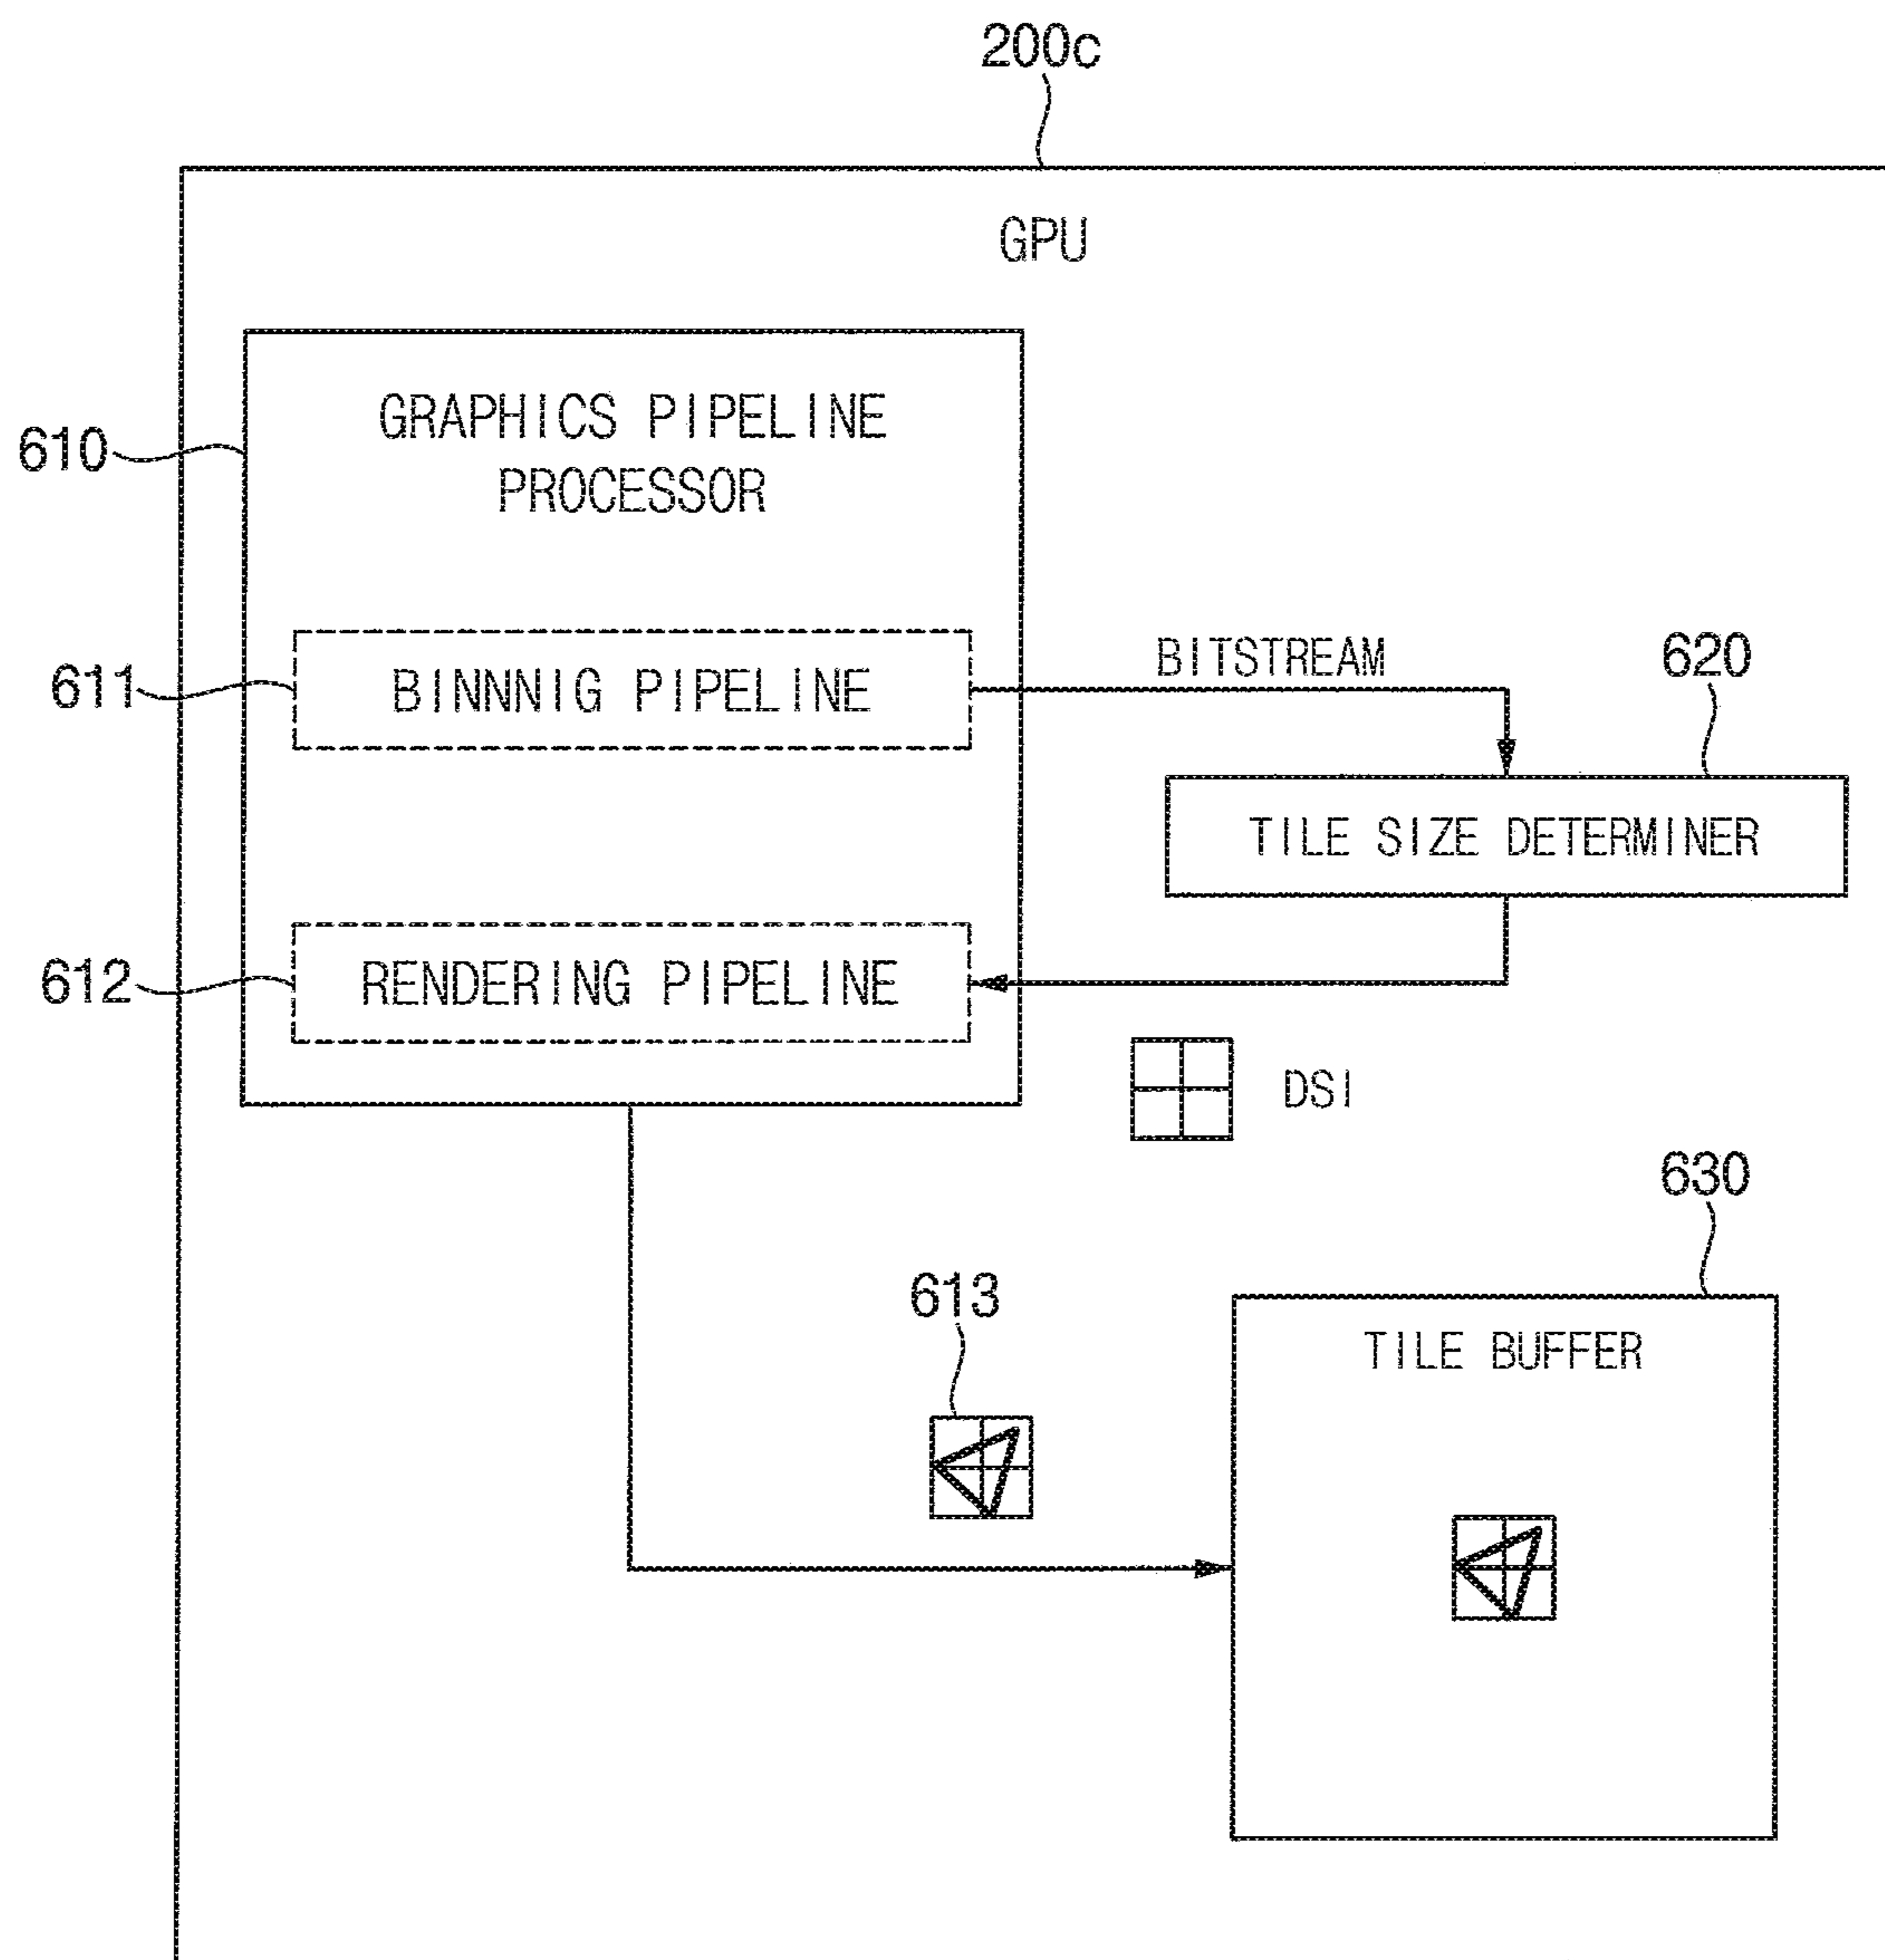 200c
GPU
610
GRAPHICS PIPELINE
PROCESSOR
611
BINNNIG PIPELINE
BITSTREAM
620
TILE SIZE DETERMINER
612
RENDERING PIPELINE
DSI
630
613
TILE BUFFER